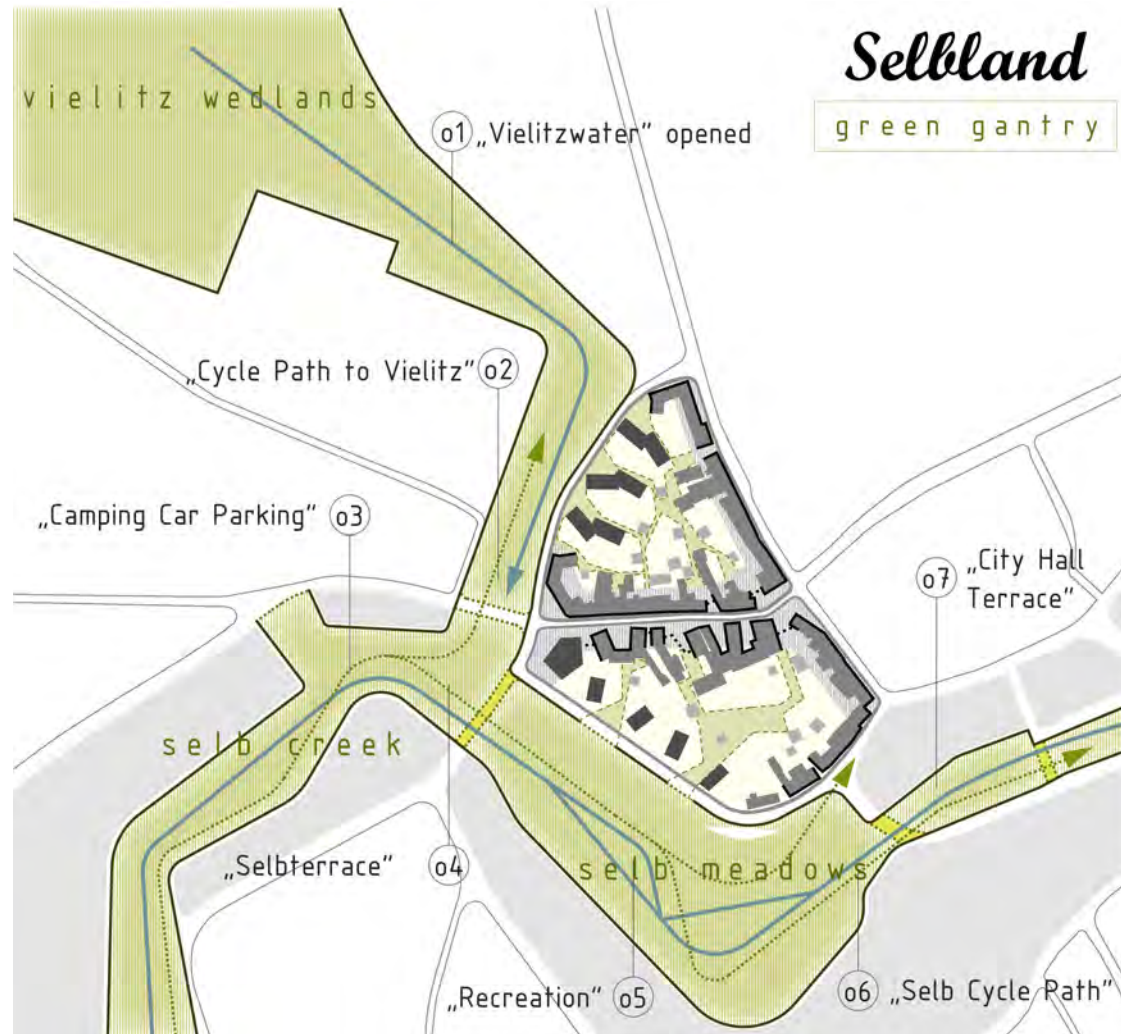 Selbland
green gantry
vielitz wedlands
o1 „Vielitzwater" opened
„Cycle Path to Vielitz" o2
„Camping Car Parking" o3
o7 „City Hall
Terrace"
selb creek
„Selbterrace" o4
selb meadows
„Recreation" o5
o6 „Selb Cycle Path"